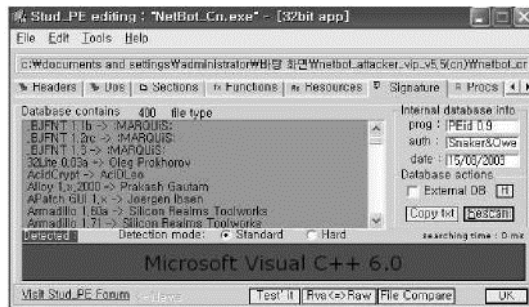 Stud_PE editing : "NetBot_Cn.exe" - [32bit app]
File Edit Tools Help
c:₩documents and settings₩administrator₩바탕 화면₩netbot_attacker_vip_v5,5(cn)₩netbot_cr
Headers Dos Sections Functions Resources Signature Procs
Database contains 400 file type
.BJFNT 1.1b -> :MARQUiS:
.BJFNT 1.2rc -> :MARQUiS:
.BJFNT 1.3 -> :MARQUiS:
32Lite 0.03a -> Oleg Prokhorov
AcidCrypt -> AciDLeo
Alloy 1,x,2000 -> Prakash Gautam
APatch GUI 1,x -> Joergen Ibsen
Armadillo 1,60a -> Silicon Realms Toolworks
Armadillo 1,71 -> Silicon Realms Toolworks
Internal database info
prog : PEid 0.9
auth : Snaker&Qwe
date : 15/08/2003
Database actions
External DB H
Copy txt Rescan
Detected! Detection mode: Standard Hard searching time : 0 ms
Microsoft Visual C++ 6.0
Visit Stud_PE Forum <-News Test' it Rva<=>Raw File Compare OK